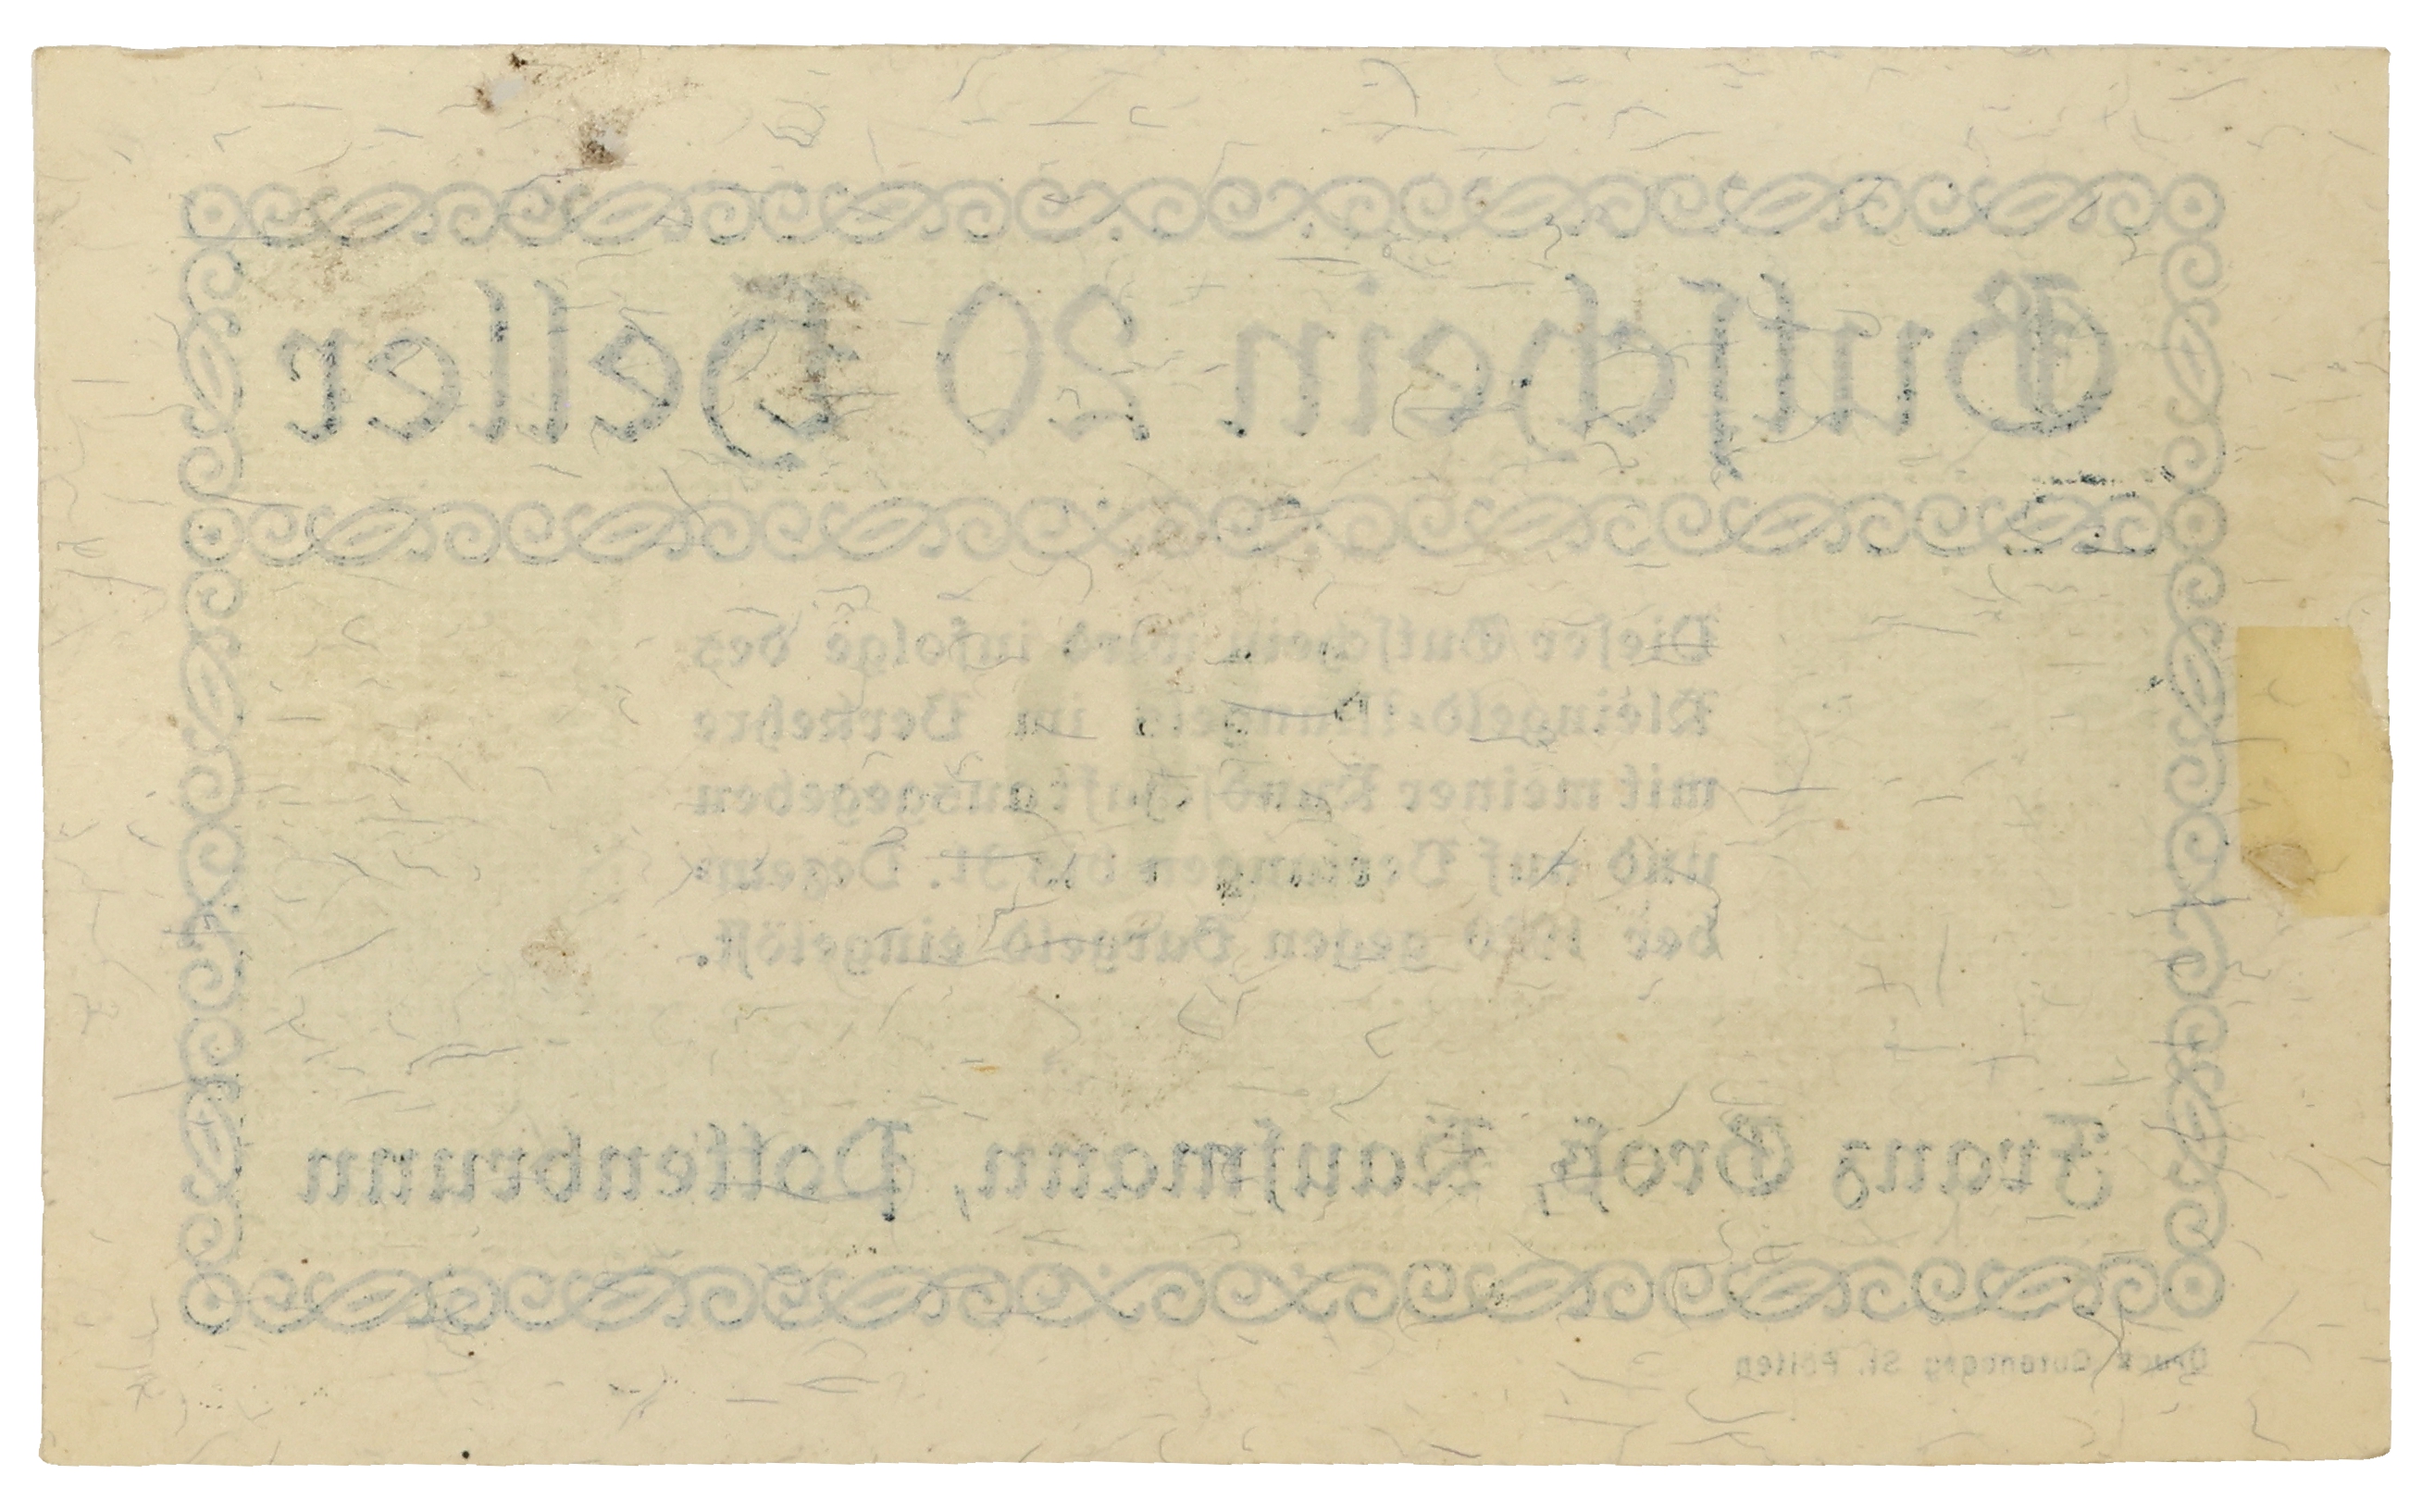 Gutschein 20 Heller
Dieser Gutschein wird infolge des
Kleingeld-Mangels im Verkehre
mit meiner Kundschaft ausgegeben
und auf Verlangen bis 31. Dezem-
ber 1920 gegen Bargeld eingelöst.
Franz Groß, Kaufmann, Pottenbrunn
Druck Gutenberg St. Pölten